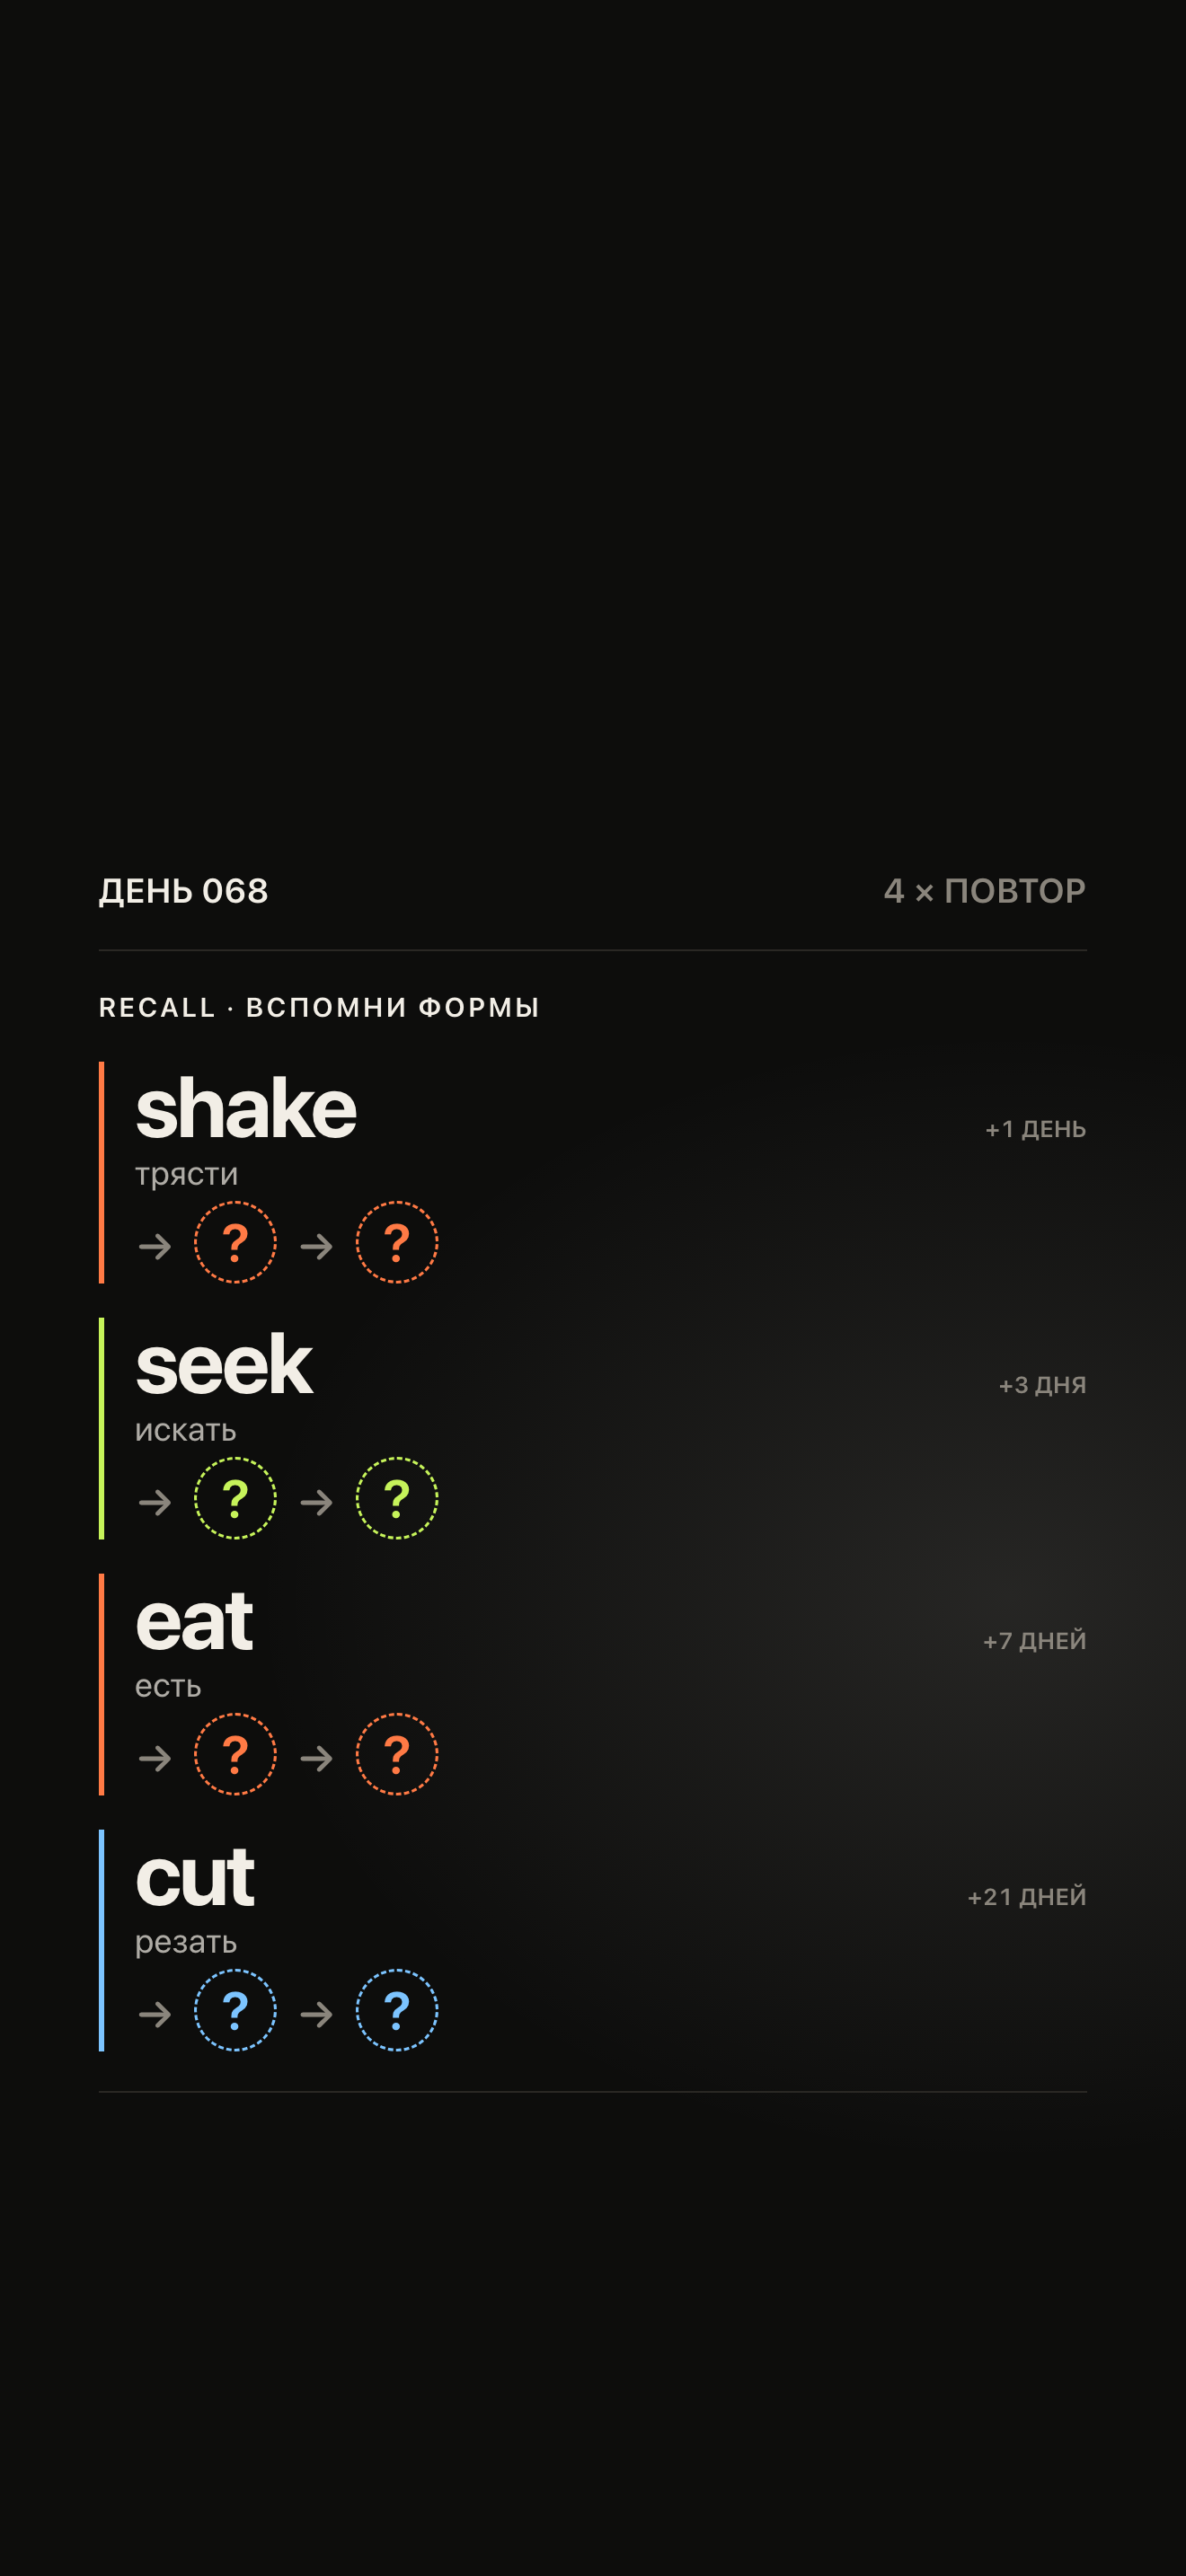 ДЕНЬ 068
4 × ПОВТОР
RECALL · ВСПОМНИ ФОРМЫ
shake
+1 ДЕНЬ
трясти
→ ? → ?
seek
+3 ДНЯ
искать
→ ? → ?
eat
+7 ДНЕЙ
есть
→ ? → ?
cut
+21 ДНЕЙ
резать
→ ? → ?